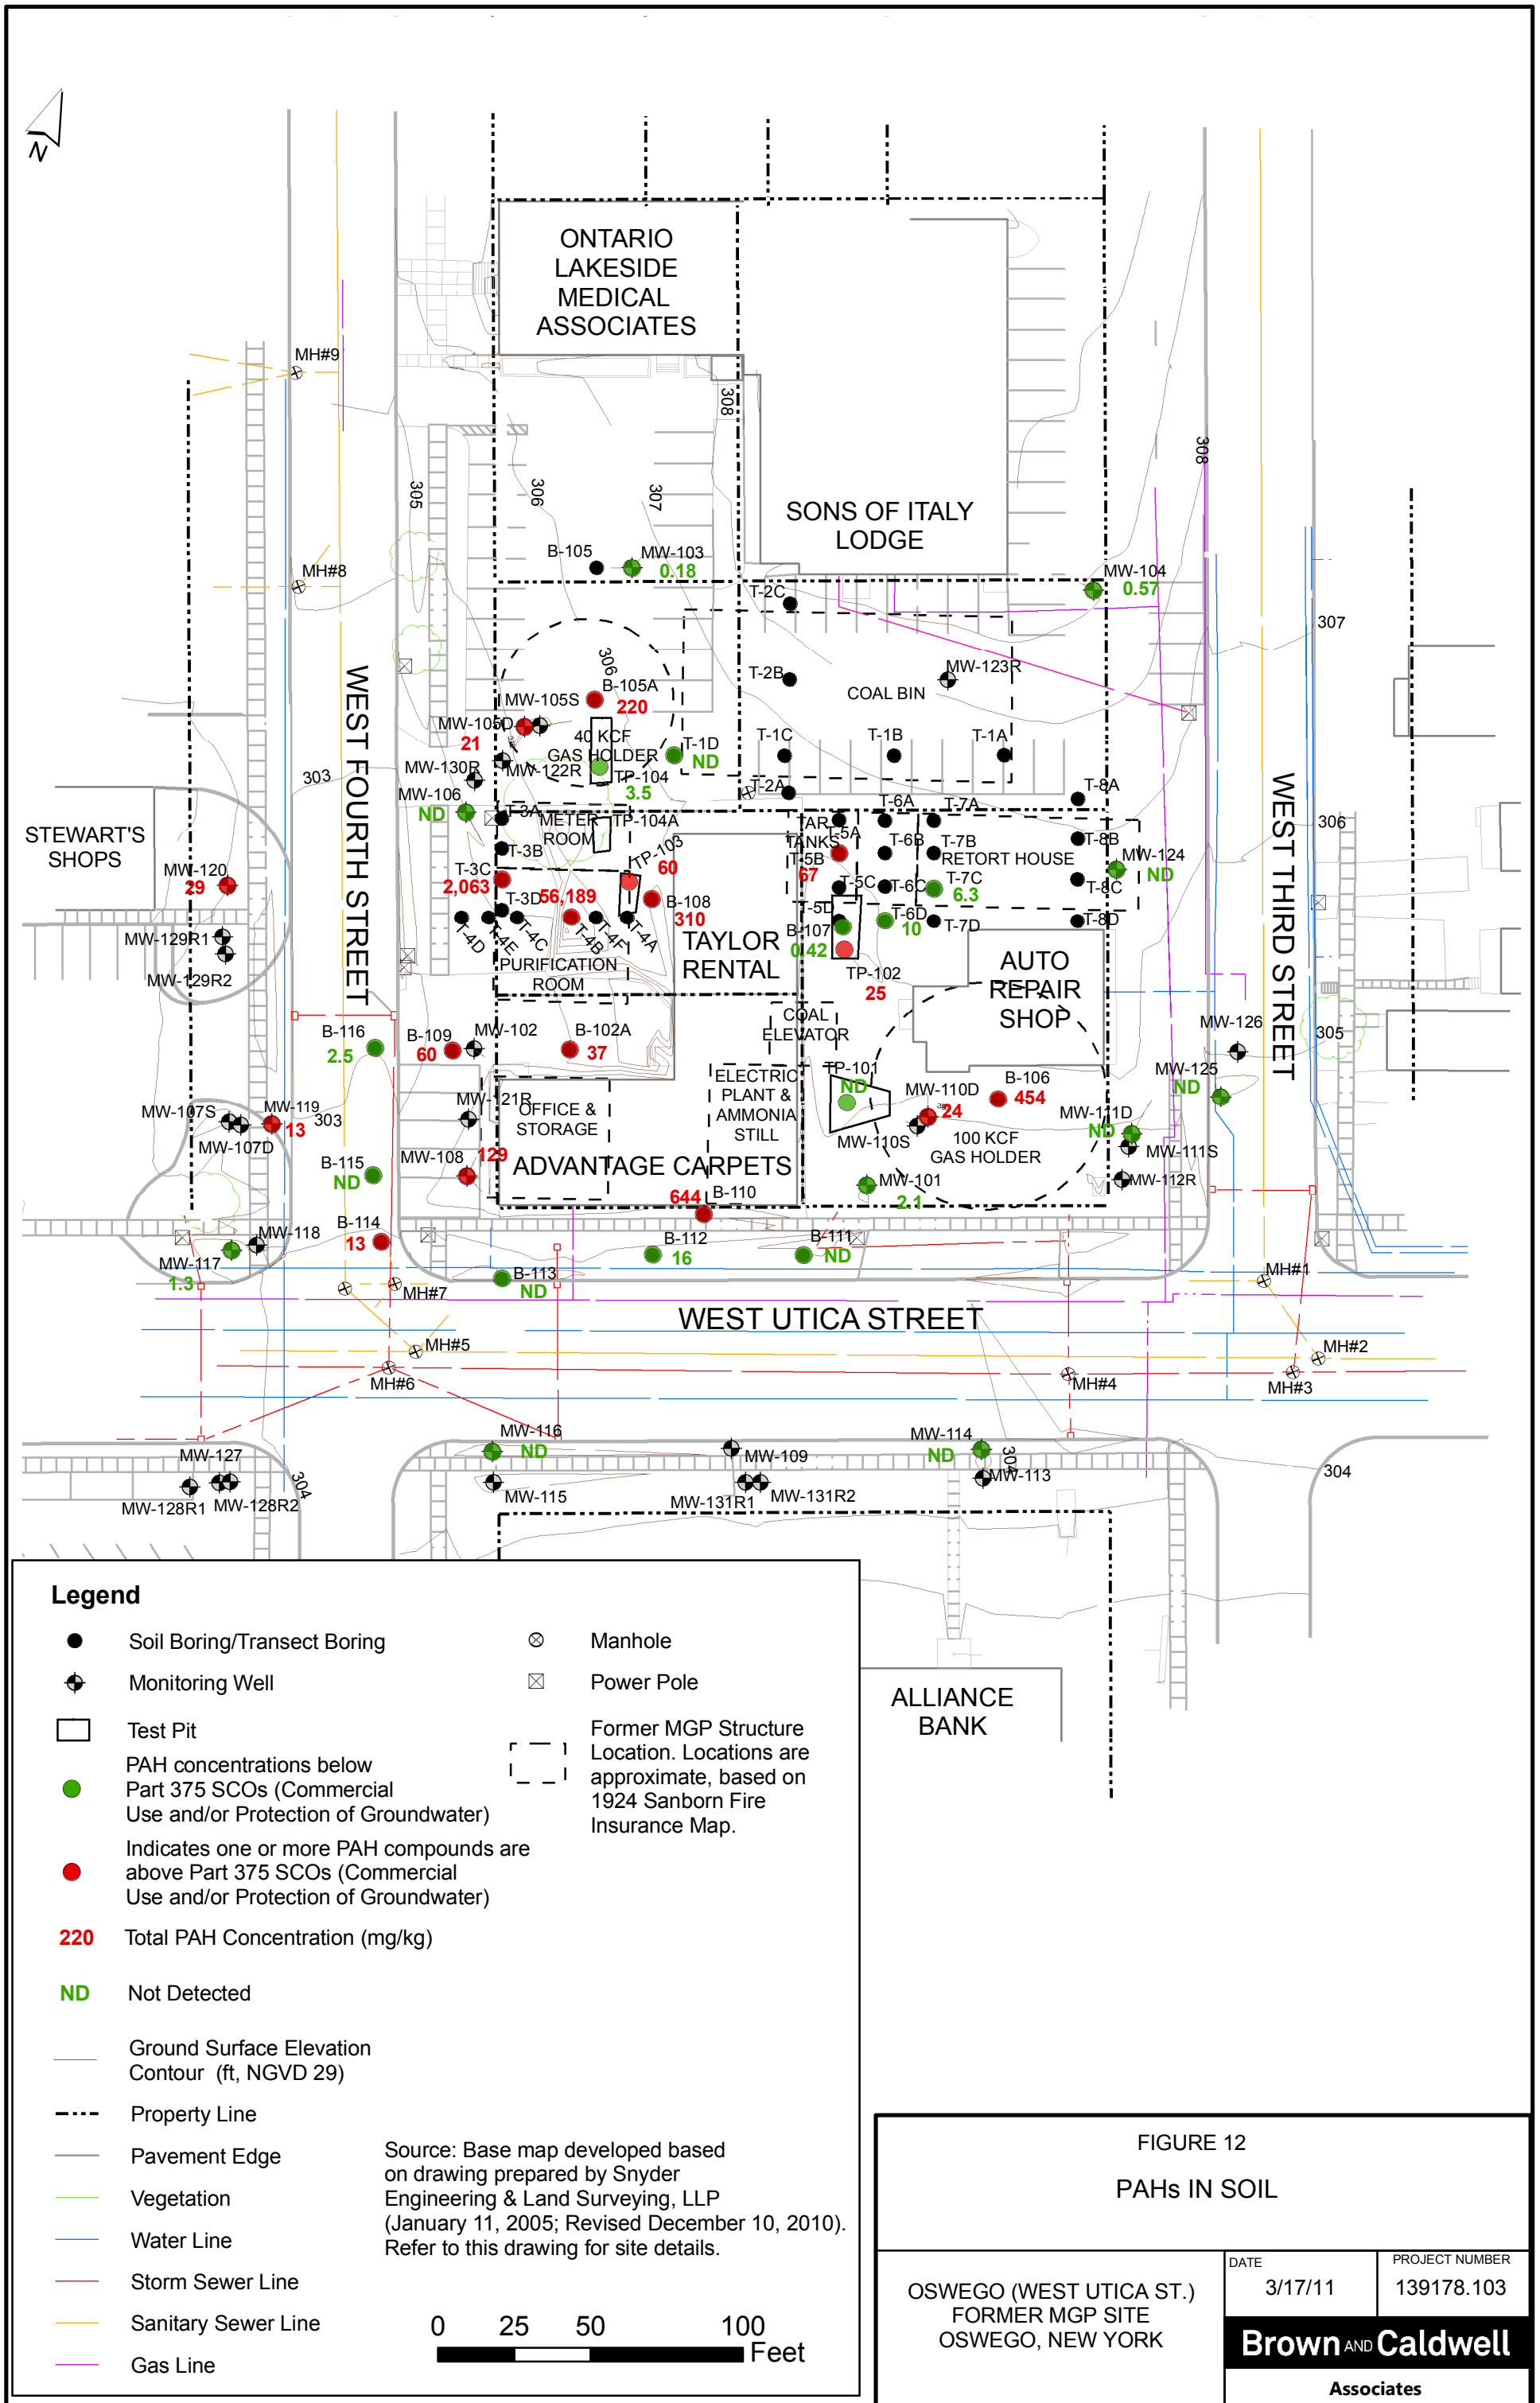 N
ONTARIO
LAKESIDE
MEDICAL
ASSOCIATES
MH#9
308
308
305
306
307
SONS OF ITALY
LODGE
B-105
MW-103
0.18
MH#8
MW-104
0.57
T-2C
307
WEST FOURTH STREET
306
T-2B
MW-123R
COAL BIN
B-105A
220
MW-105S
MW-105D
21
40 KCF
GAS HOLDER
T-1D
ND
T-1C
T-1B
T-1A
MW-130R
MW-122R
TP-104
3.5
T-2A
T-8A
303
MW-106
ND
T-3A
METER
ROOM
TP-104A
TAR
TANKS
T-5A
T-6A
T-7A
WEST THIRD STREET
306
STEWART'S
SHOPS
T-3B
TP-103
60
T-5B
67
T-6B
T-7B
RETORT HOUSE
T-8B
MW-120
29
T-3C
2,063
T-5C
T-6C
T-7C
6.3
T-8C
MW-124
ND
T-3D
56,189
B-108
310
T-5D
B-107
0.42
T-6D
10
T-7D
T-8D
T-4D
T-4E
T-4C
T-4B
T-4F
T-4A
MW-129R1
MW-129R2
TAYLOR
RENTAL
PURIFICATION
ROOM
TP-102
25
AUTO
REPAIR
SHOP
COAL
ELEVATOR
B-116
2.5
B-109
60
MW-102
B-102A
37
MW-126
305
ELECTRIC
PLANT &
AMMONIA
STILL
TP-101
ND
MW-110D
24
B-106
454
MW-125
ND
MW-107S
MW-107D
MW-119
13
303
MW-121R
OFFICE &
STORAGE
MW-110S
100 KCF
GAS HOLDER
MW-111D
ND
MW-111S
B-115
ND
MW-108
129
ADVANTAGE CARPETS
MW-101
2.1
MW-112R
644
B-110
B-114
13
MW-118
MW-117
1.3
B-112
16
B-111
ND
B-113
ND
MH#7
MH#1
WEST UTICA STREET
MH#5
MH#2
MH#6
MH#4
MH#3
MW-116
ND
MW-109
MW-114
ND
304
MW-127
304
MW-113
304
MW-128R1
MW-128R2
MW-115
MW-131R1
MW-131R2
ALLIANCE
BANK
Legend
Soil Boring/Transect Boring
Monitoring Well
Test Pit
PAH concentrations below
Part 375 SCOs (Commercial
Use and/or Protection of Groundwater)
Indicates one or more PAH compounds are
above Part 375 SCOs (Commercial
Use and/or Protection of Groundwater)
220 Total PAH Concentration (mg/kg)
ND Not Detected
Ground Surface Elevation
Contour (ft, NGVD 29)
Property Line
Pavement Edge
Vegetation
Water Line
Storm Sewer Line
Sanitary Sewer Line
Gas Line
Manhole
Power Pole
Former MGP Structure
Location. Locations are
approximate, based on
1924 Sanborn Fire
Insurance Map.
Source: Base map developed based
on drawing prepared by Snyder
Engineering & Land Surveying, LLP
(January 11, 2005; Revised December 10, 2010).
Refer to this drawing for site details.
0 25 50 100
Feet
FIGURE 12
PAHs IN SOIL
OSWEGO (WEST UTICA ST.)
FORMER MGP SITE
OSWEGO, NEW YORK
DATE
3/17/11
PROJECT NUMBER
139178.103
Brown AND Caldwell
Associates